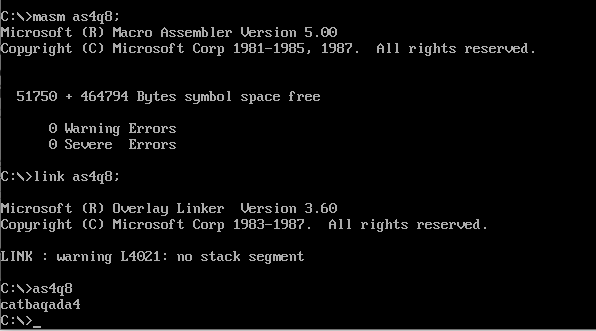 C:\>masm as4q8;
Microsoft (R) Macro Assembler Version 5.00
Copyright (C) Microsoft Corp 1981-1985, 1987.  All rights reserved.
51750 + 464794 Bytes symbol space free
0 Warning Errors
0 Severe  Errors
C:\>link as4q8;
Microsoft (R) Overlay Linker  Version 3.60
Copyright (C) Microsoft Corp 1983-1987.  All rights reserved.
LINK : warning L4021: no stack segment
C:\>as4q8
catbaqada4
C:\>_